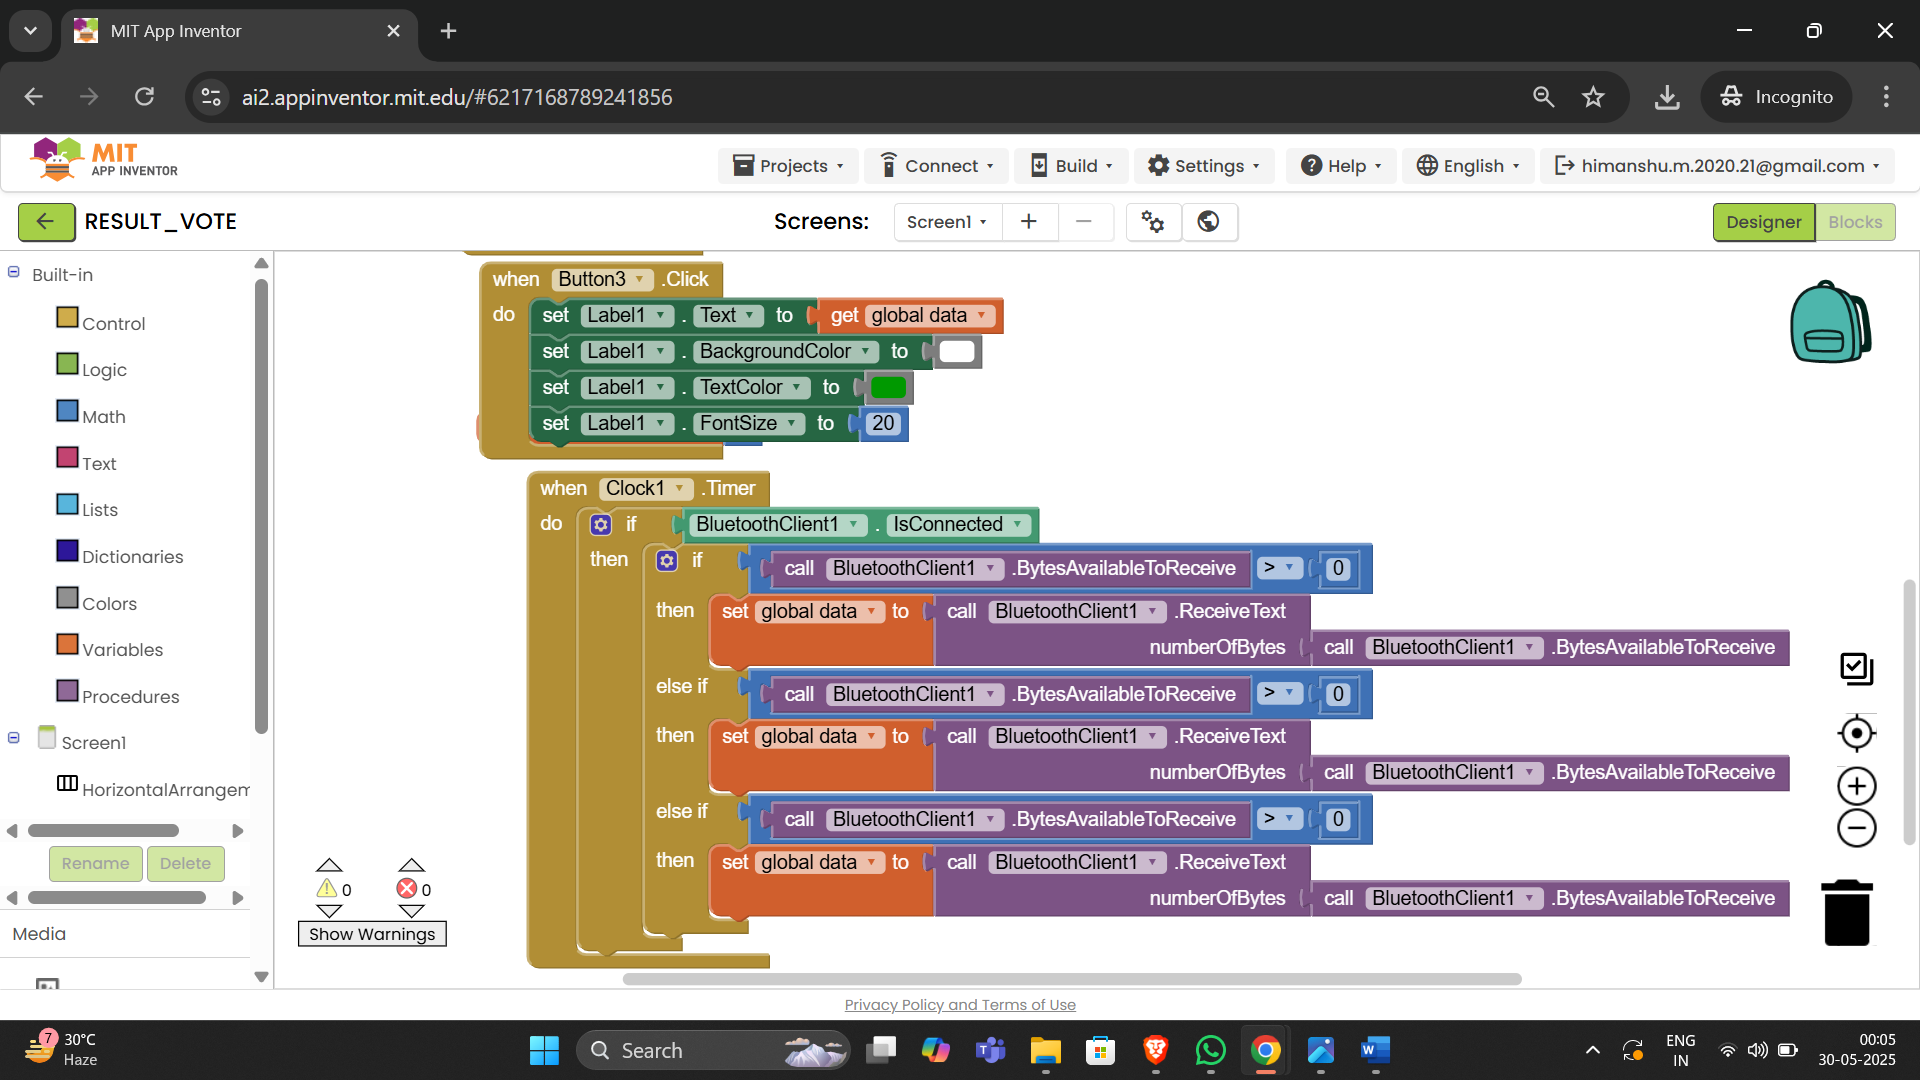 MIT App Inventor
ai2.appinventor.mit.edu/#6217168789241856
Incognito
MIT
APP INVENTOR
Projects
Connect
Build
Settings
Help
English
himanshu.m.2020.21@gmail.com
RESULT_VOTE
Screens:
Screen1
Designer
Blocks
Built-in
Control
Logic
Math
Text
Lists
Dictionaries
Colors
Variables
Procedures
Screen1
HorizontalArrangem
Rename
Delete
Media
when Button3 .Click
do set Label1 . Text to get global data
set Label1 . BackgroundColor to
set Label1 . TextColor to
set Label1 . FontSize to 20
when Clock1 .Timer
do if BluetoothClient1 . IsConnected
then if call BluetoothClient1 .BytesAvailableToReceive > 0
then set global data to call BluetoothClient1 .ReceiveText
numberOfBytes call BluetoothClient1 .BytesAvailableToReceive
else if call BluetoothClient1 .BytesAvailableToReceive > 0
then set global data to call BluetoothClient1 .ReceiveText
numberOfBytes call BluetoothClient1 .BytesAvailableToReceive
else if call BluetoothClient1 .BytesAvailableToReceive > 0
then set global data to call BluetoothClient1 .ReceiveText
numberOfBytes call BluetoothClient1 .BytesAvailableToReceive
0 0
Show Warnings
Privacy Policy and Terms of Use
7
30°C
Haze
Search
ENG
IN
00:05
30-05-2025